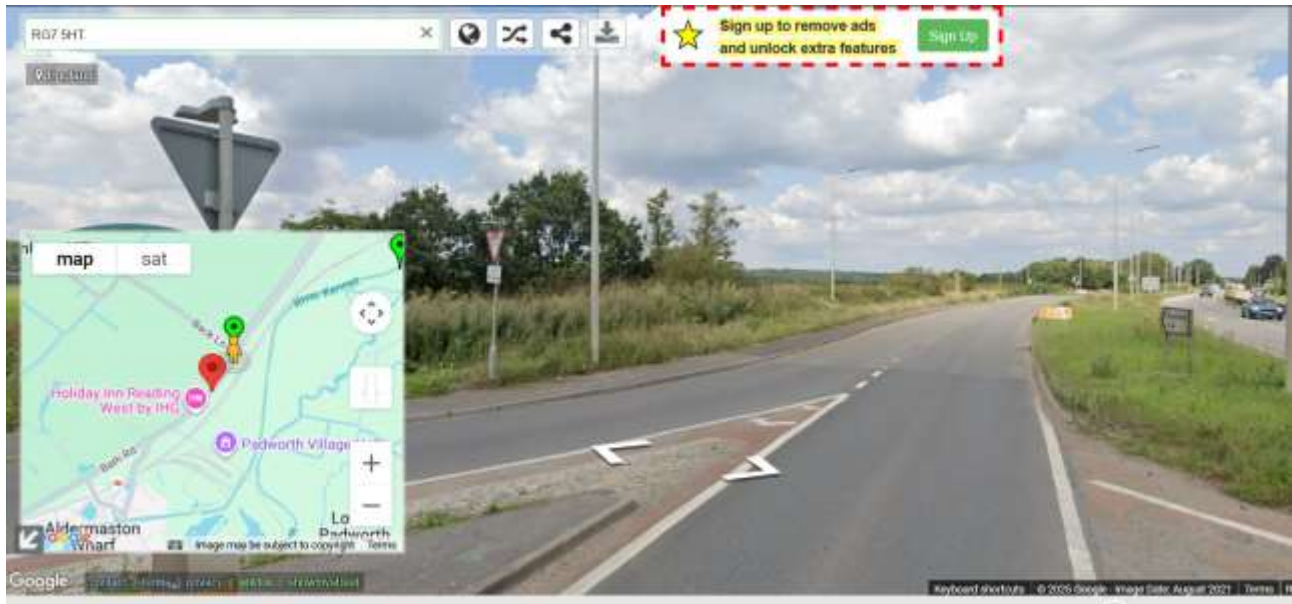 RG7 5HT
Sign up to remove ads
and unlock extra features
Sign Up
map
sat
Holiday Inn Reading
West by IHG
Padworth Village
Bath Rd
Aldermaston
Wharf
Lo
Padworth
Image may be subject to copyright
Terms
Google
Keyboard shortcuts
© 2025 Google
Image Date: August 2021
Terms